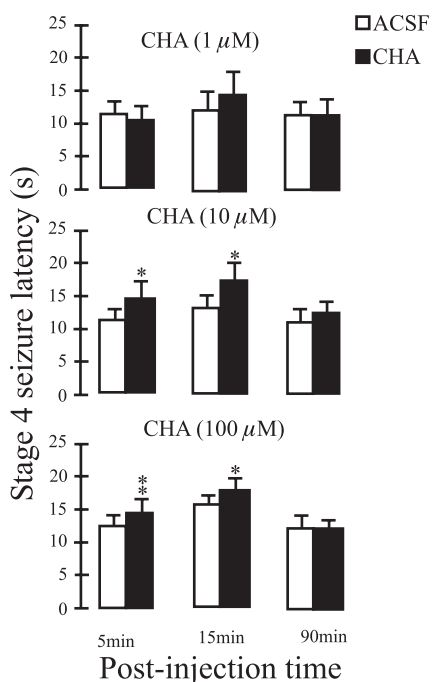 ACSF
CHA
CHA (1 µM)
25
20
15
10
5
0
CHA (10 µM)
25
20
15
10
5
0
*
*
CHA (100 µM)
25
20
15
10
5
0
**
*
Stage 4 seizure latency (s)
5min 15min 90min
Post-injection time